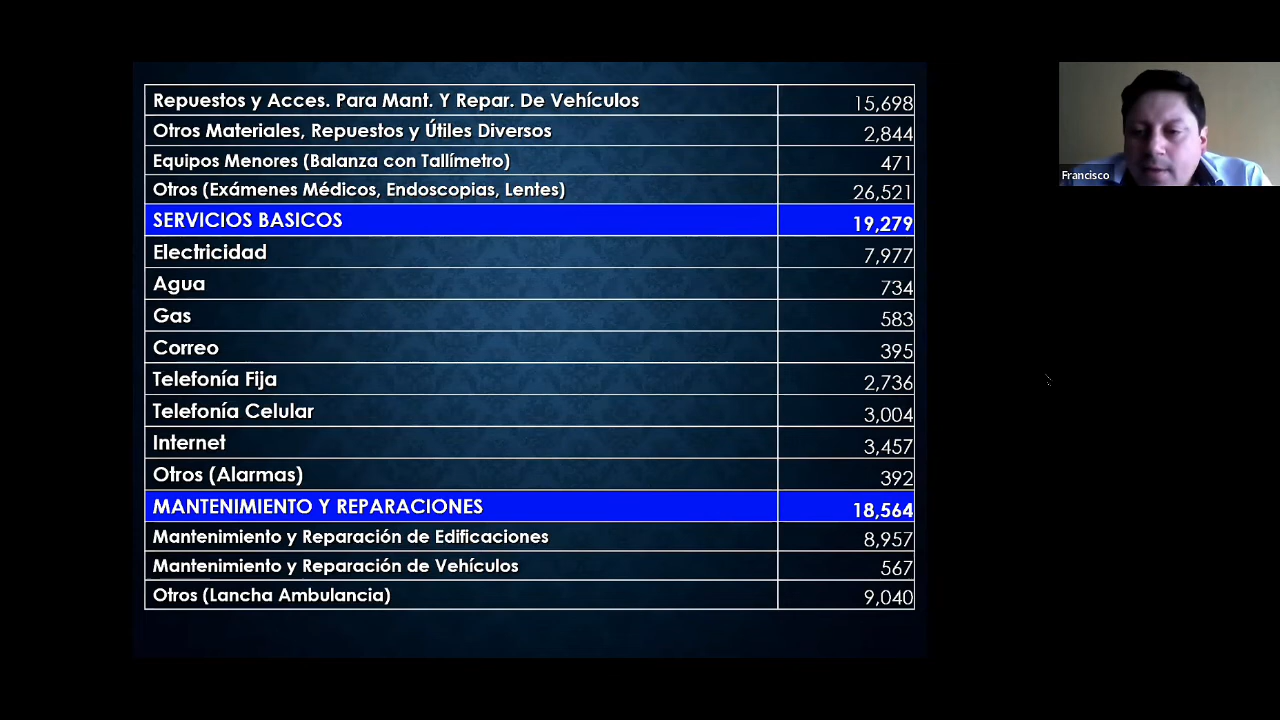 Repuestos y Acces. Para Mant. Y Repar. De Vehículos 15,698
Otros Materiales, Repuestos y Útiles Diversos 2,844
Equipos Menores (Balanza con Tallímetro) 471
Otros (Exámenes Médicos, Endoscopias, Lentes) 26,521
SERVICIOS BASICOS 19,279
Electricidad 7,977
Agua 734
Gas 583
Correo 395
Telefonía Fija 2,736
Telefonía Celular 3,004
Internet 3,457
Otros (Alarmas) 392
MANTENIMIENTO Y REPARACIONES 18,564
Mantenimiento y Reparación de Edificaciones 8,957
Mantenimiento y Reparación de Vehículos 567
Otros (Lancha Ambulancia) 9,040
Francisco